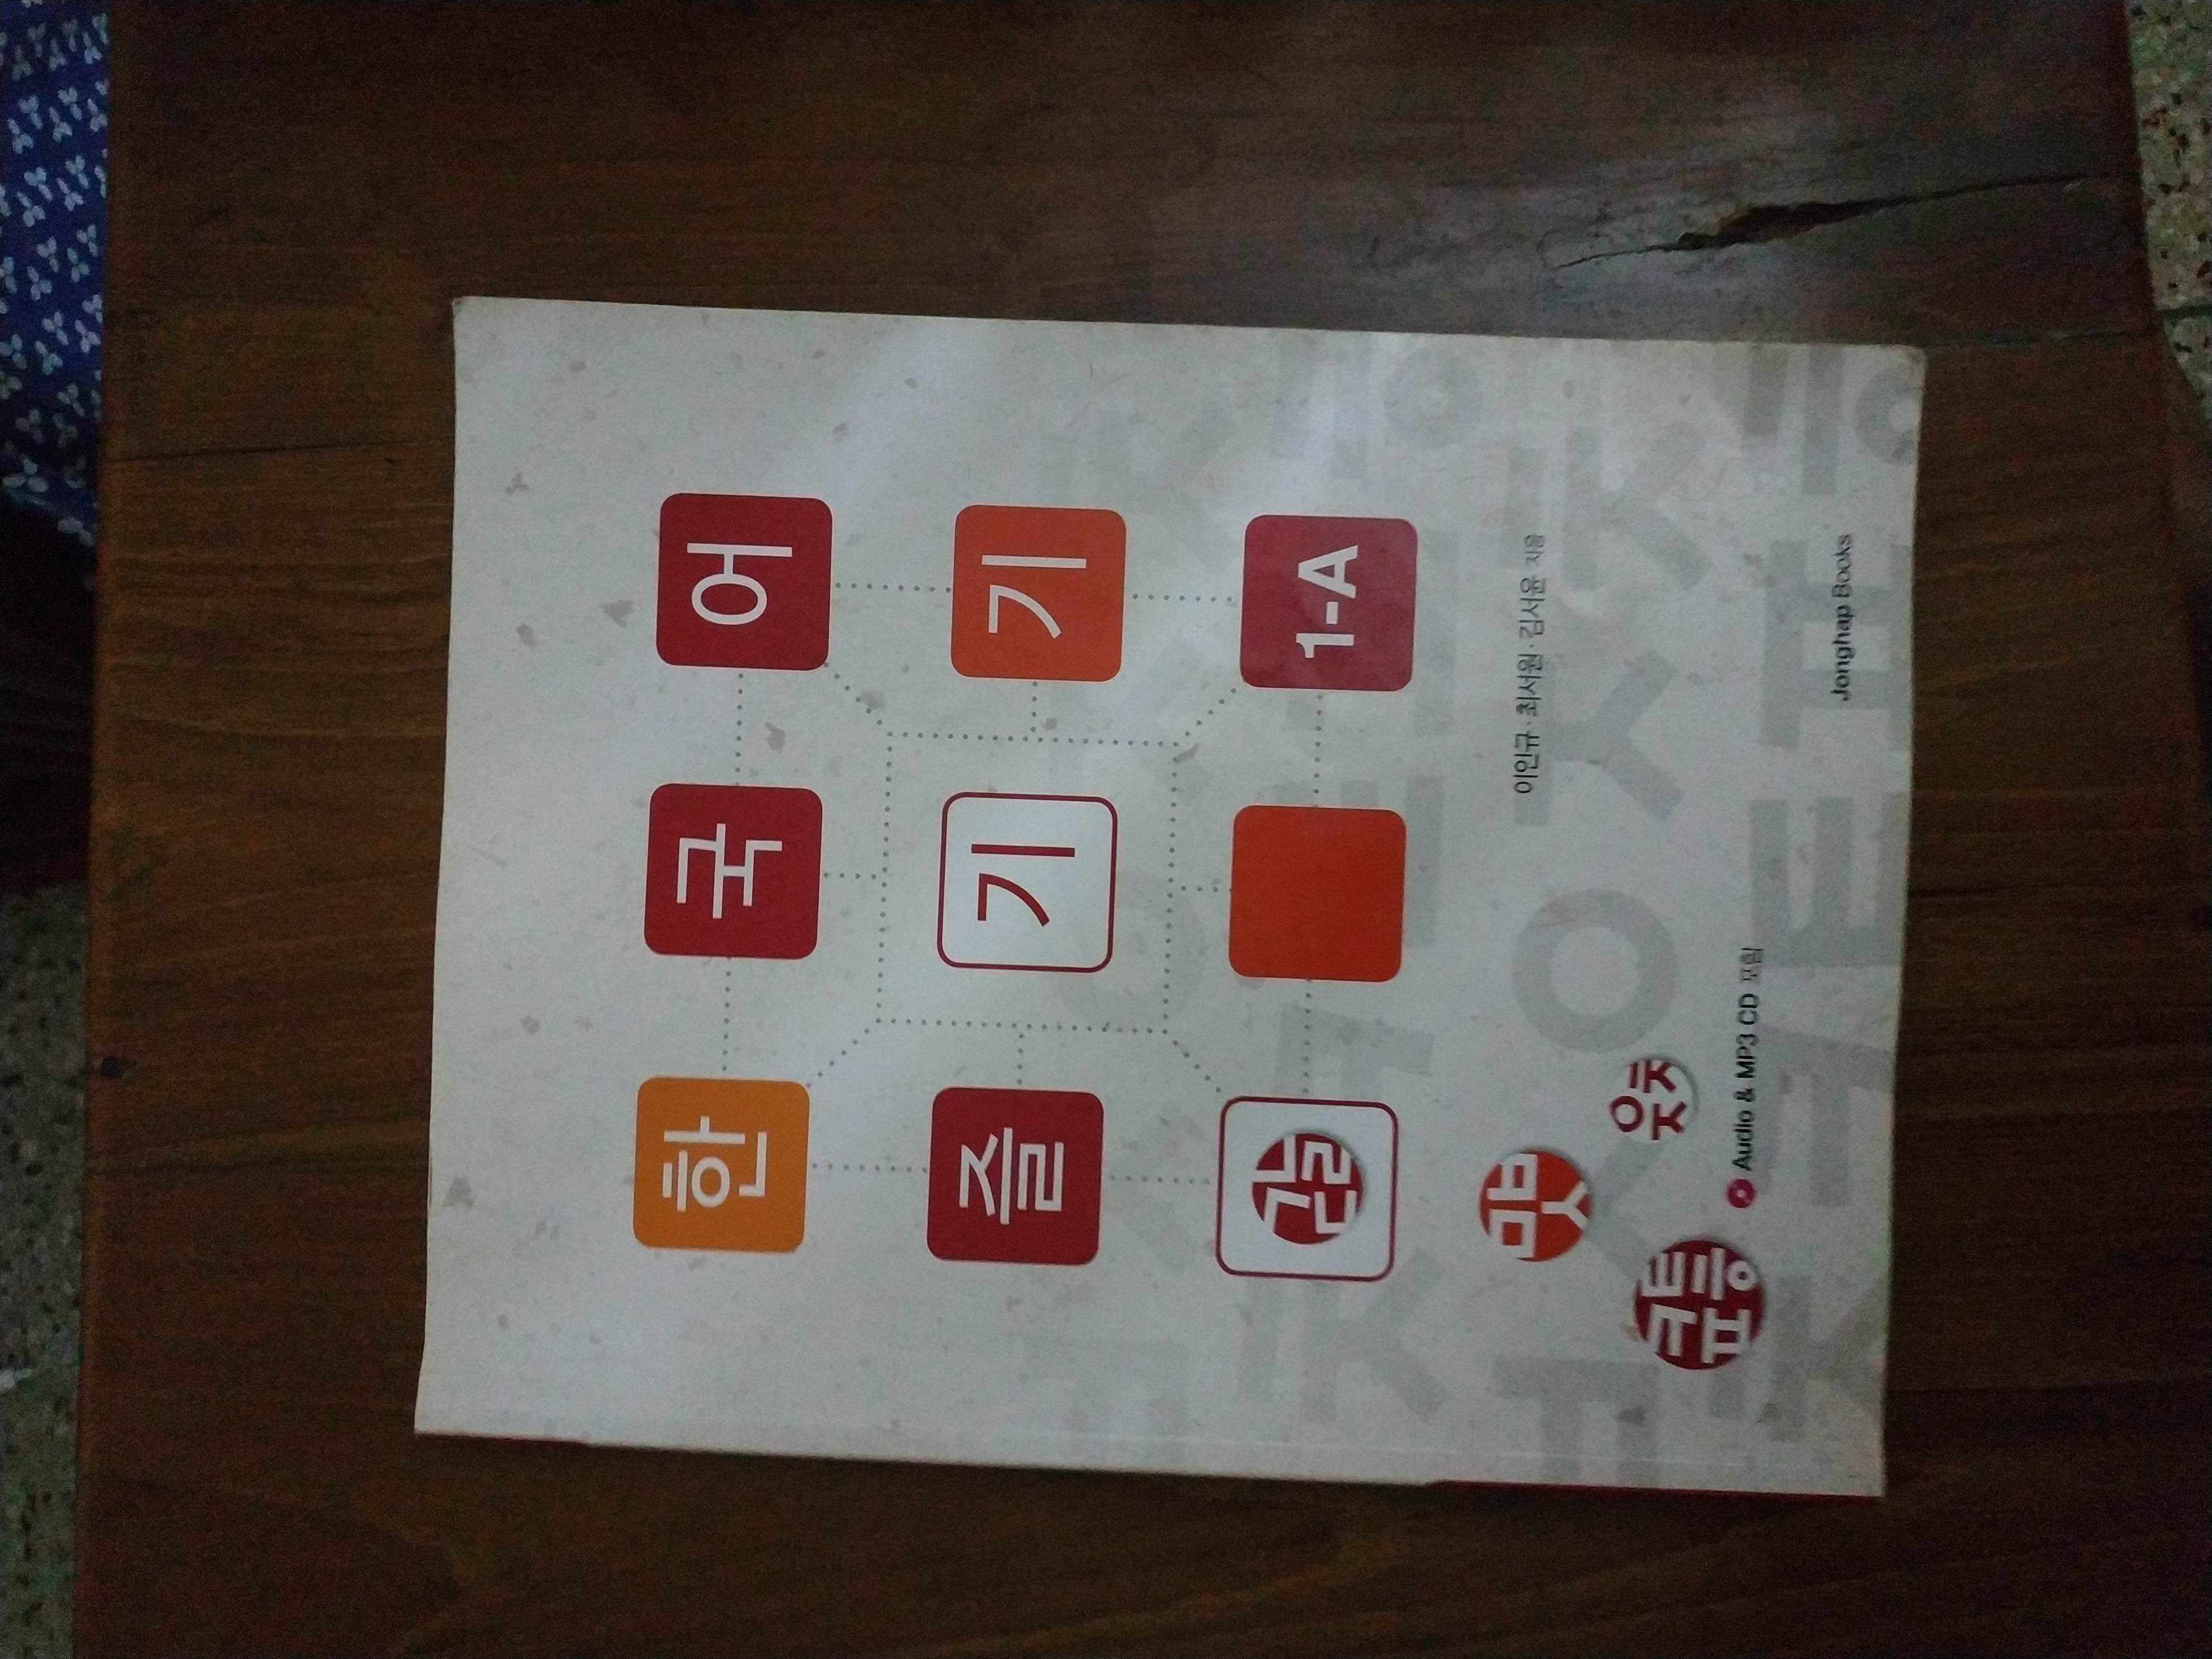 한 국 어
즐 기 기
1-A
이인규 · 최서원 · 김서윤 지음
Audio & MP3 CD 포함
Jonghap Books